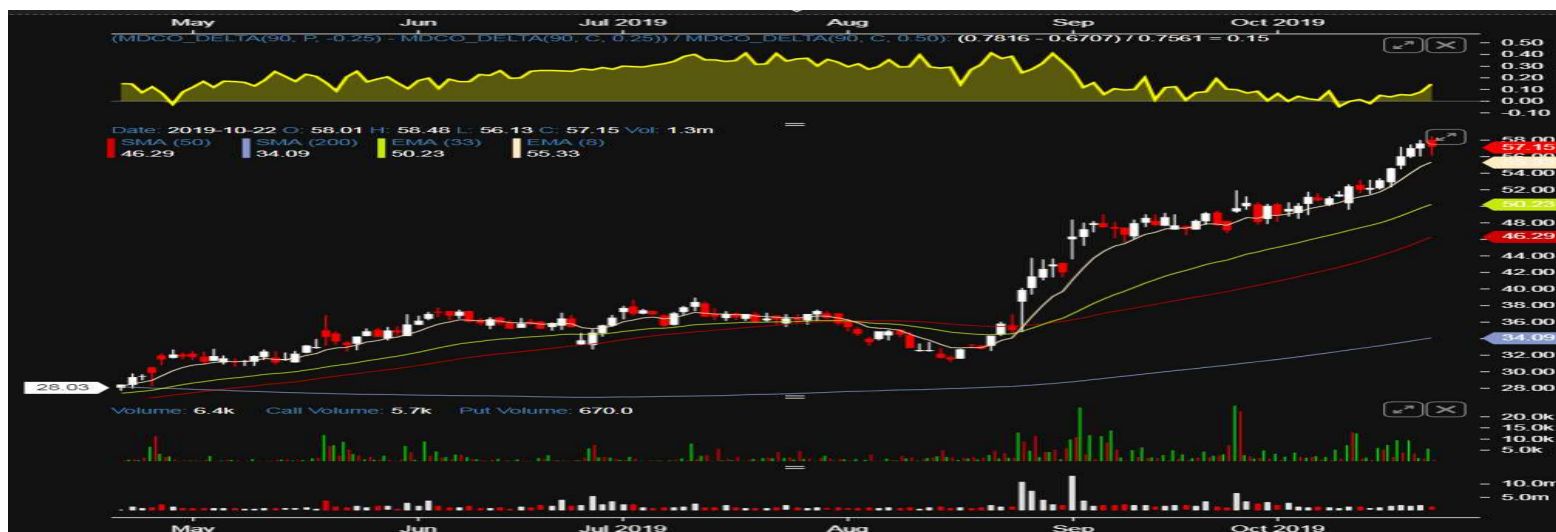 May Jun Jul 2019 Aug Sep Oct 2019
(MDCO_DELTA(90, P, -0.25) - MDCO_DELTA(90, C, 0.25)) / MDCO_DELTA(90, C, 0.50): (0.7816 - 0.6707) / 0.7561 = 0.15
0.50
0.40
0.30
0.20
0.10
0.00
-0.10
Date: 2019-10-22 O: 58.01 H: 58.48 L: 56.13 C: 57.15 Vol: 1.3m
SMA (50) SMA (200) EMA (33) EMA (8)
46.29 34.09 50.23 55.33
58.00
57.15
56.00
54.00
52.00
50.23
48.00
46.29
44.00
42.00
40.00
38.00
36.00
34.09
32.00
30.00
28.00
28.03
Volume: 6.4k Call Volume: 5.7k Put Volume: 670.0
20.0k
15.0k
10.0k
5.0k
10.0m
5.0m
May Jun Jul 2019 Aug Sep Oct 2019